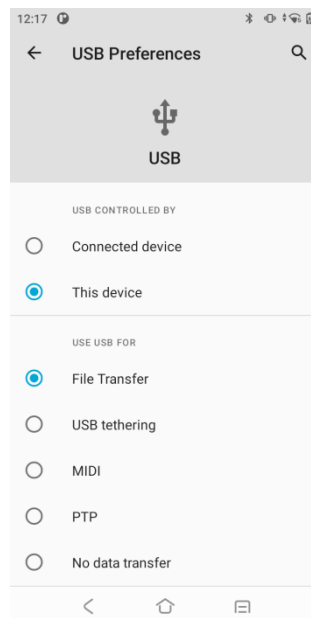 12:17
USB Preferences
USB
USB CONTROLLED BY
Connected device
This device
USE USB FOR
File Transfer
USB tethering
MIDI
PTP
No data transfer